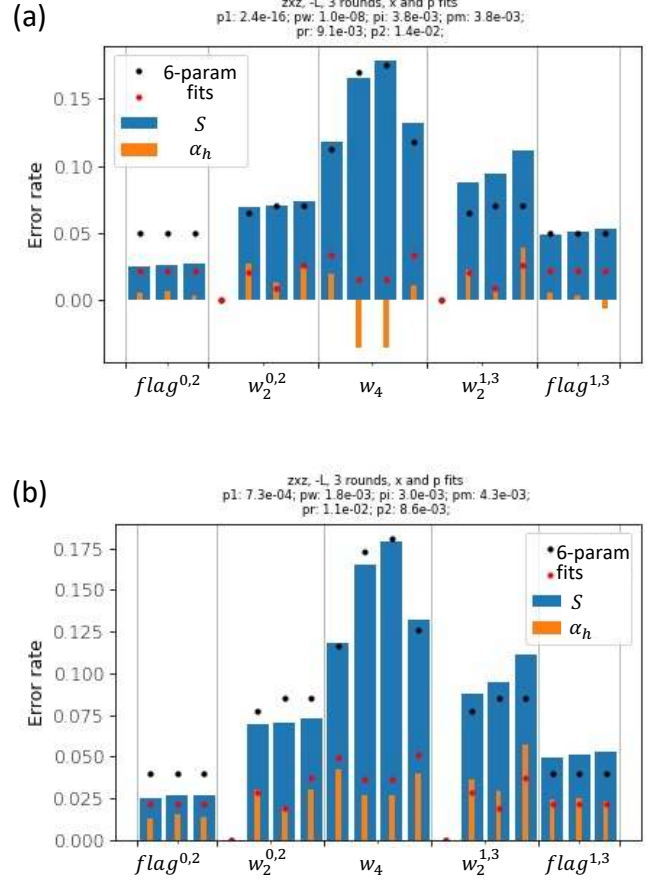 (a)
zxz, -L, 3 rounds, x and p fits
p1: 2.4e-16; pw: 1.0e-08; pi: 3.8e-03; pm: 3.8e-03;
pr: 9.1e-03; p2: 1.4e-02;
6-param
fits
S
α_h
Error rate
0.15
0.10
0.05
0.00
flag^{0,2}
w_2^{0,2}
w_4
w_2^{1,3}
flag^{1,3}
(b)
zxz, -L, 3 rounds, x and p fits
p1: 7.3e-04; pw: 1.8e-03; pi: 3.0e-03; pm: 4.3e-03;
pr: 1.1e-02; p2: 8.6e-03;
6-param
fits
S
α_h
Error rate
0.175
0.150
0.125
0.100
0.075
0.050
0.025
0.000
flag^{0,2}
w_2^{0,2}
w_4
w_2^{1,3}
flag^{1,3}